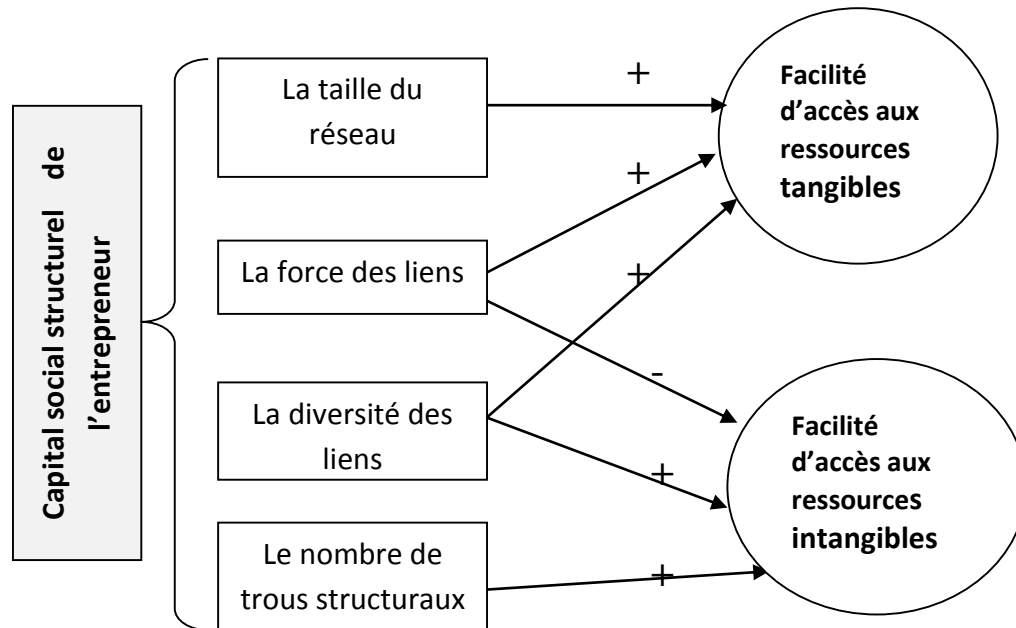 Capital social structurel de
l’entrepreneur
La taille du
réseau
La force des liens
La diversité des
liens
Le nombre de
trous structuraux
+
+
+
-
+
+
Facilité
d’accès aux
ressources
tangibles
Facilité
d’accès aux
ressources
intangibles